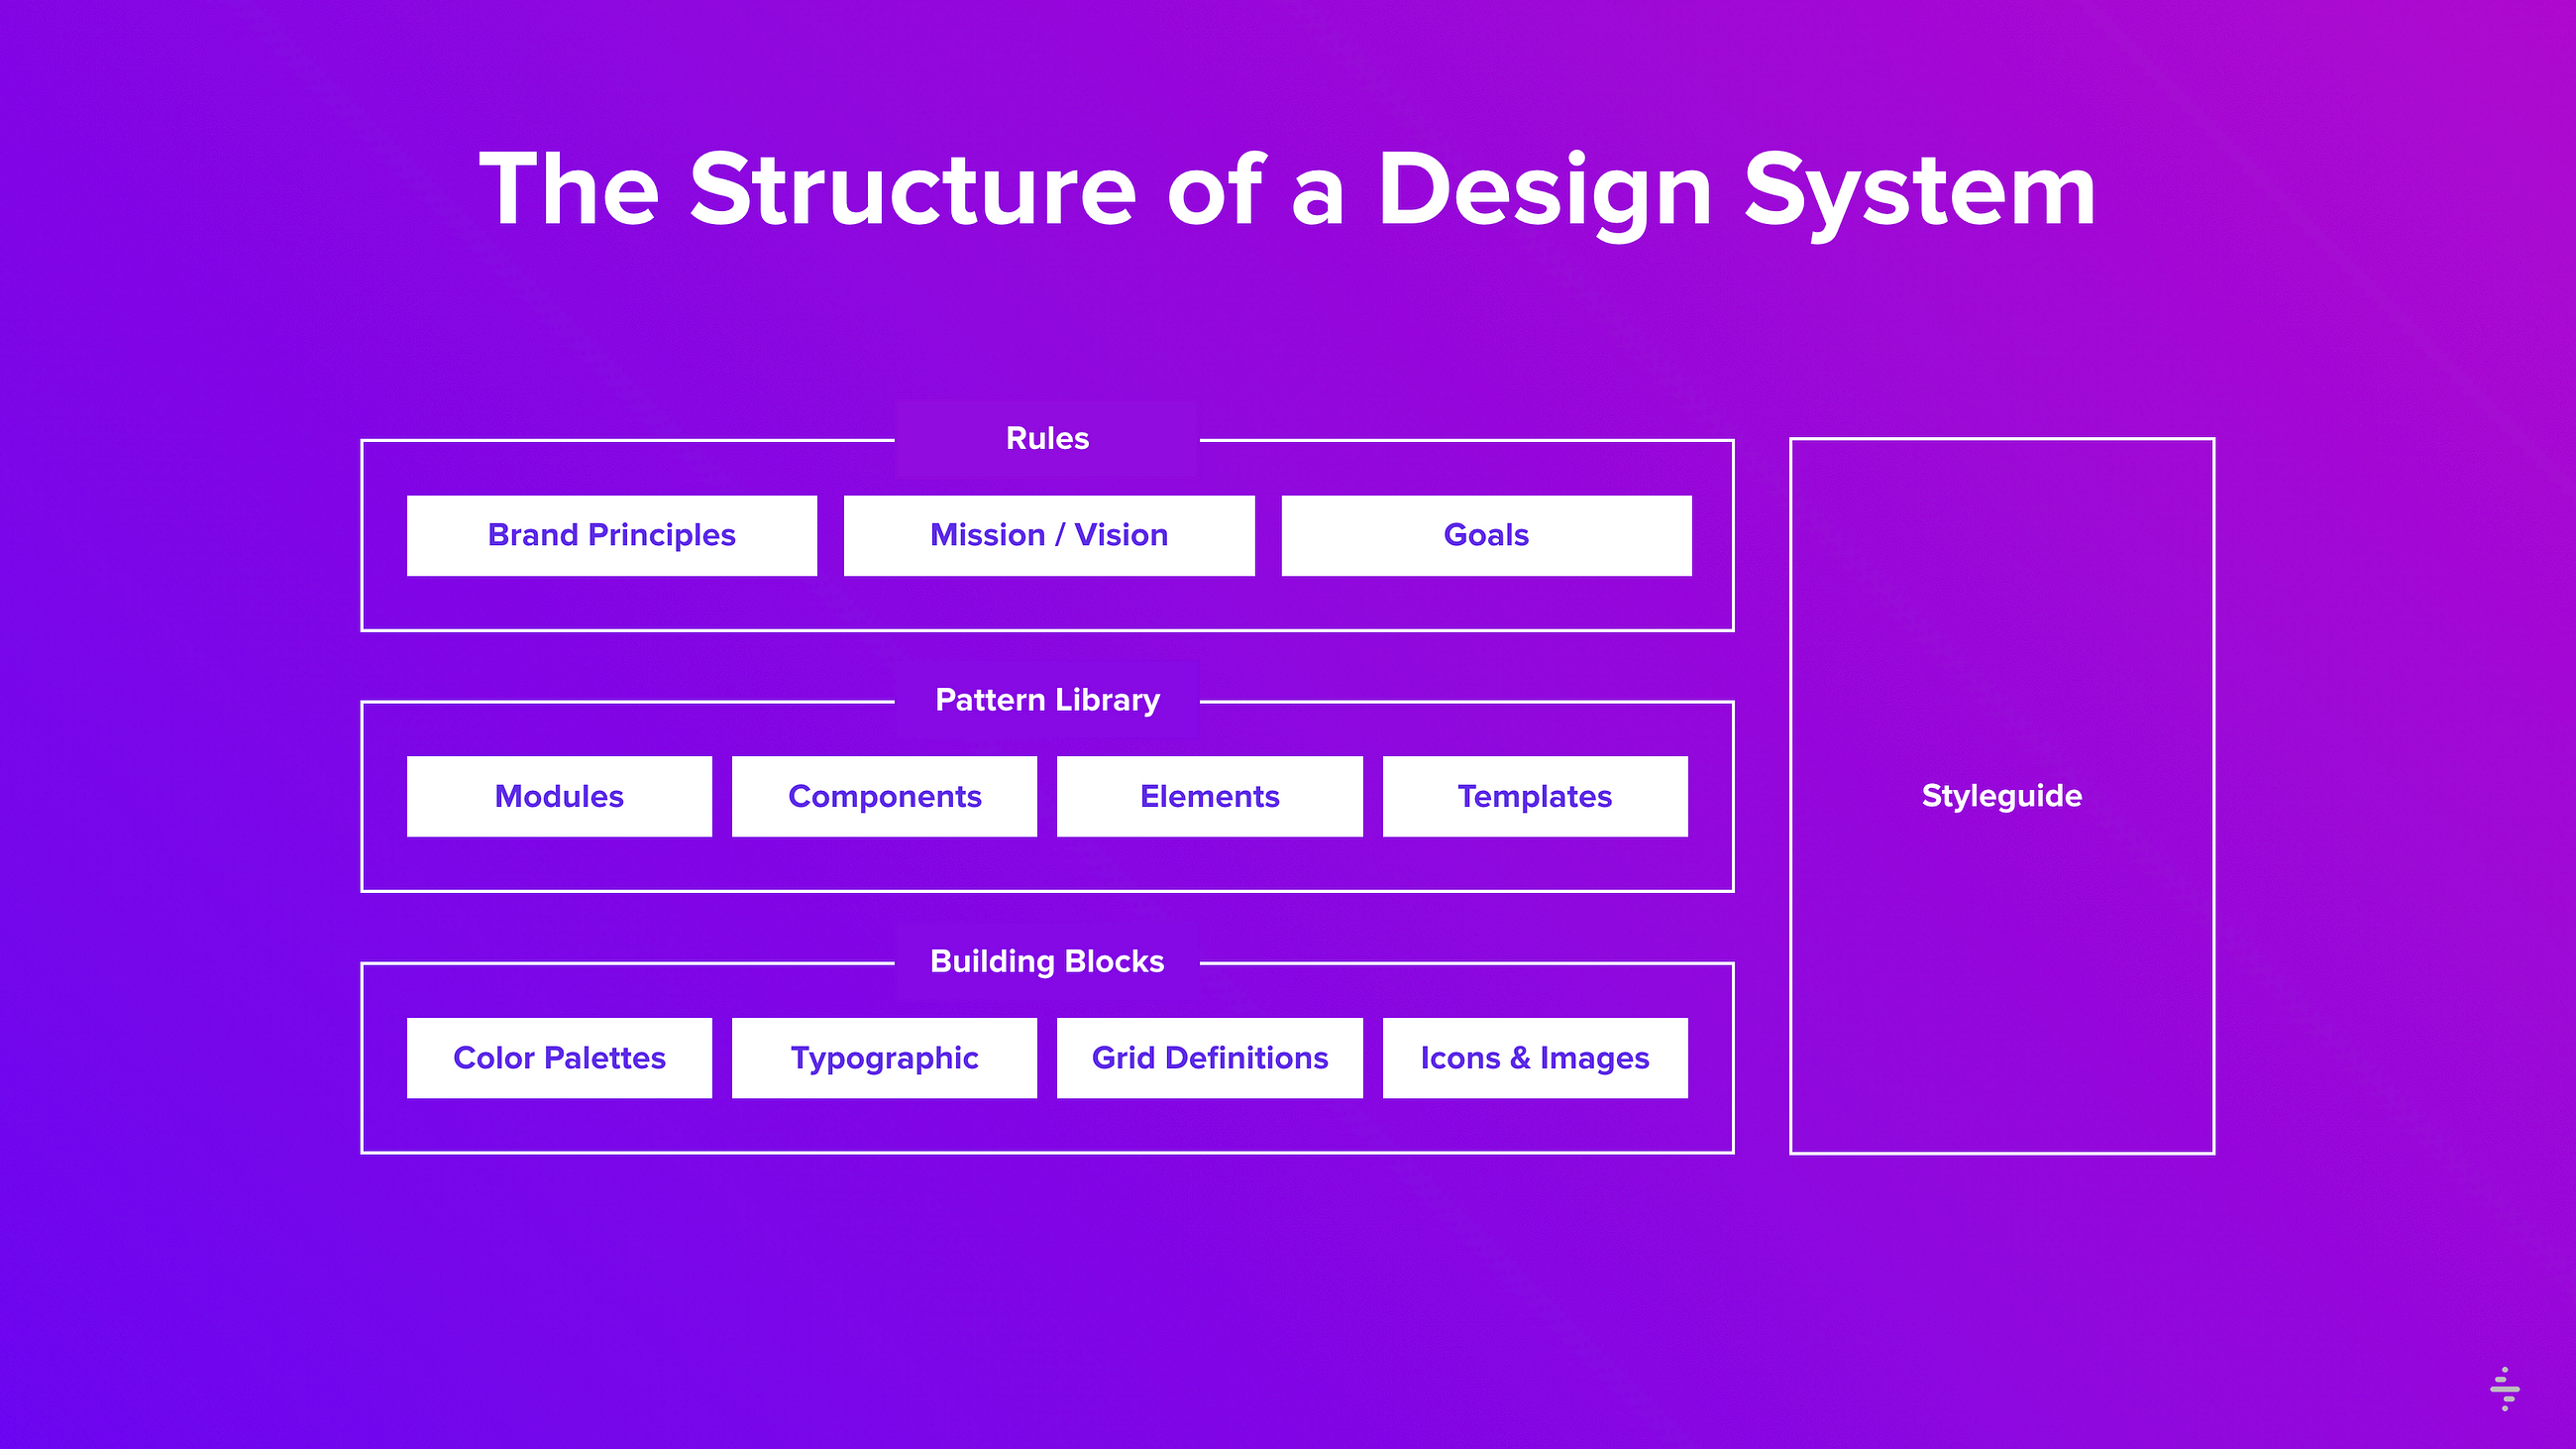 The Structure of a Design System
Rules
Brand Principles
Mission / Vision
Goals
Pattern Library
Modules
Components
Elements
Templates
Building Blocks
Color Palettes
Typographic
Grid Definitions
Icons & Images
Styleguide